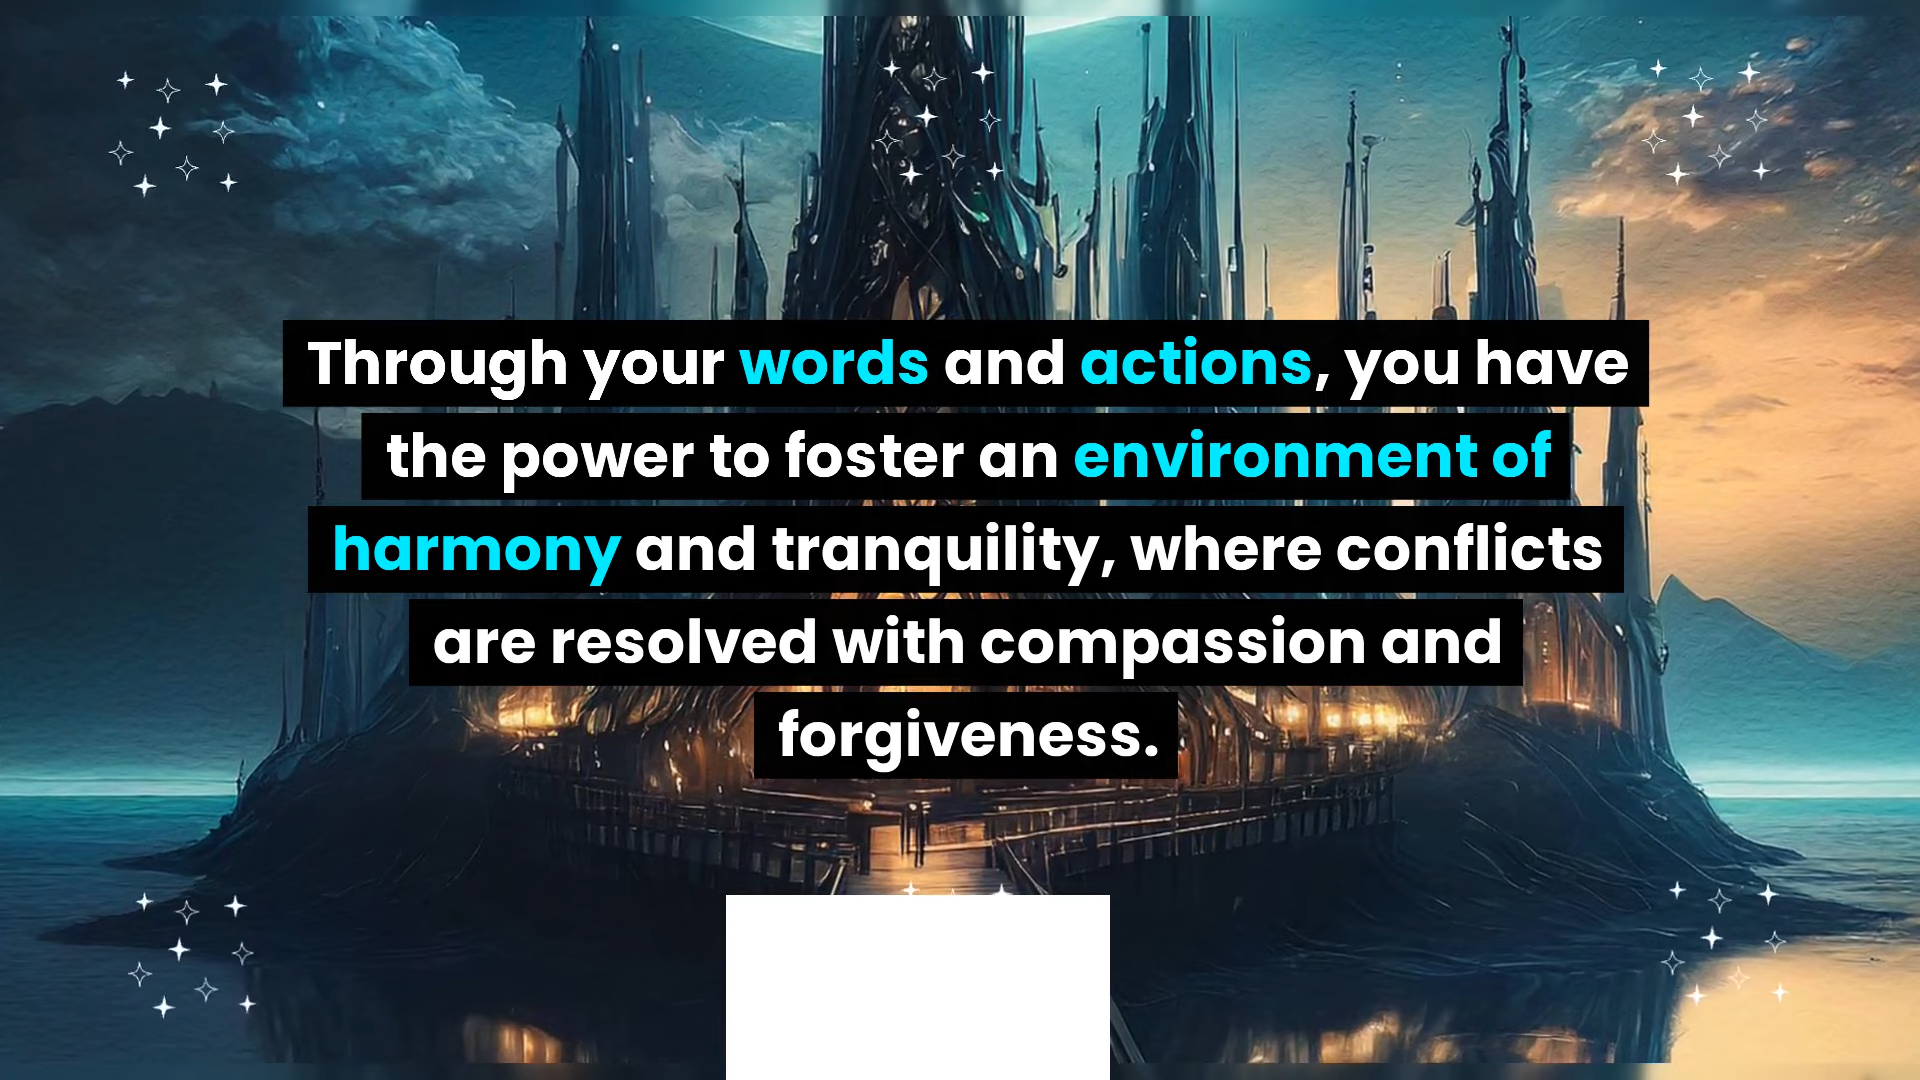 Through your words and actions, you have
the power to foster an environment of
harmony and tranquility, where conflicts
are resolved with compassion and
forgiveness.